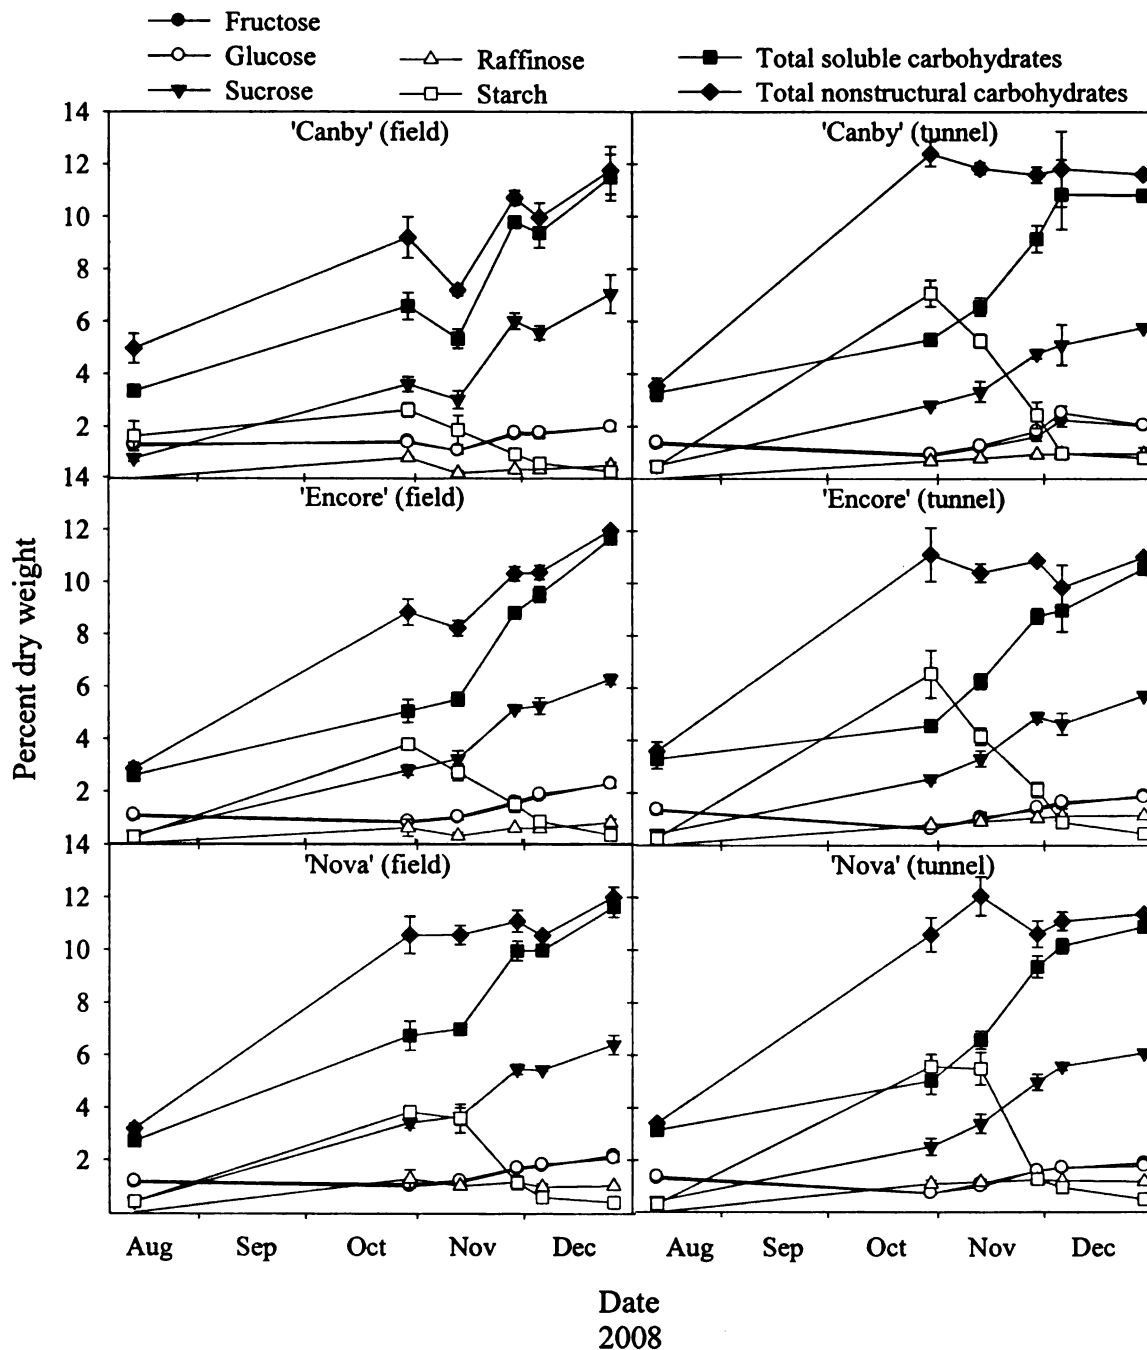 Fructose
Glucose
Sucrose
Raffinose
Starch
Total soluble carbohydrates
Total nonstructural carbohydrates
14
'Canby' (field)
'Canby' (tunnel)
12
10
8
6
4
2
14
'Encore' (field)
'Encore' (tunnel)
12
10
8
6
4
2
14
'Nova' (field)
'Nova' (tunnel)
12
10
8
6
4
2
Percent dry weight
Aug Sep Oct Nov Dec Aug Sep Oct Nov Dec
Date
2008